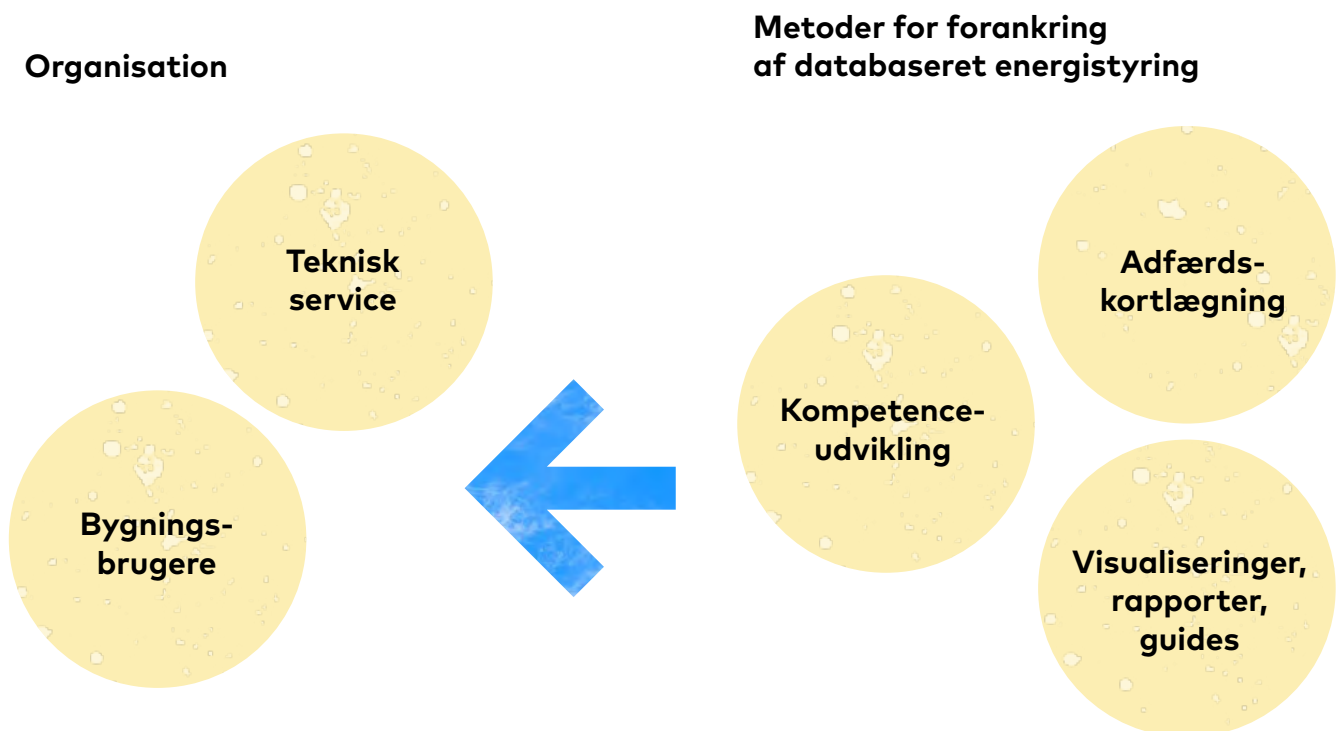 Organisation
Teknisk
service
Bygnings-
brugere
Metoder for forankring
af databaseret energistyring
Adfærds-
kortlægning
Kompetence-
udvikling
Visualiseringer,
rapporter,
guides